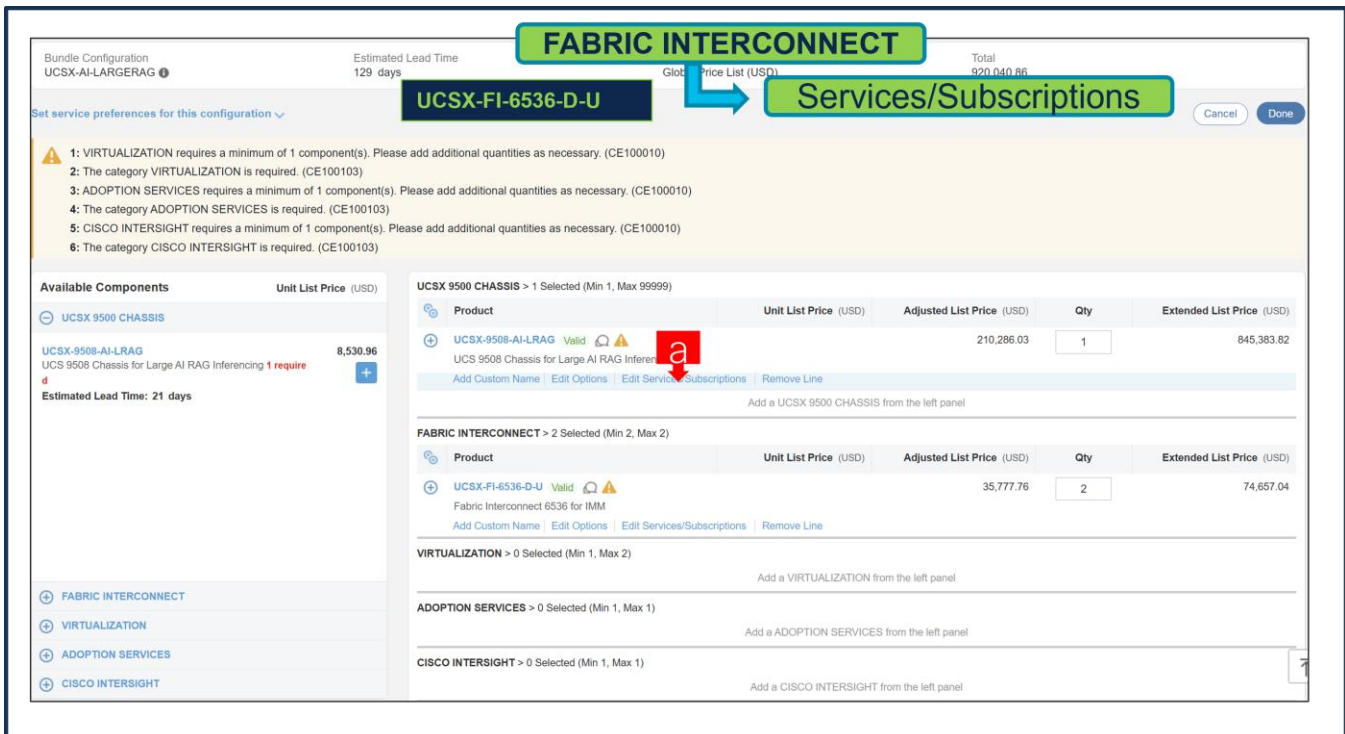 FABRIC INTERCONNECT
Bundle Configuration
UCSX-AI-LARGERAG
Estimated Lead Time
129 days
Price List (USD)
Total
920,040.86
UCSX-FI-6536-D-U
Services/Subscriptions
Set service preferences for this configuration
Cancel
Done
1: VIRTUALIZATION requires a minimum of 1 component(s). Please add additional quantities as necessary. (CE100010)
2: The category VIRTUALIZATION is required. (CE100103)
3: ADOPTION SERVICES requires a minimum of 1 component(s). Please add additional quantities as necessary. (CE100010)
4: The category ADOPTION SERVICES is required. (CE100103)
5: CISCO INTERSIGHT requires a minimum of 1 component(s). Please add additional quantities as necessary. (CE100010)
6: The category CISCO INTERSIGHT is required. (CE100103)
Available Components Unit List Price (USD)
UCSX 9500 CHASSIS
UCSX-9508-AI-LRAG 8,530.96
UCS 9508 Chassis for Large AI RAG Inferencing 1 require
d
Estimated Lead Time: 21 days
FABRIC INTERCONNECT
VIRTUALIZATION
ADOPTION SERVICES
CISCO INTERSIGHT
UCSX 9500 CHASSIS > 1 Selected (Min 1, Max 99999)
Product Unit List Price (USD) Adjusted List Price (USD) Qty Extended List Price (USD)
UCSX-9508-AI-LRAG Valid 210,286.03 1 845,383.82
a
UCS 9508 Chassis for Large AI RAG
Add Custom Name Edit Options Edit Services/Subscriptions Remove Line
Add a UCSX 9500 CHASSIS from the left panel
FABRIC INTERCONNECT > 2 Selected (Min 2, Max 2)
Product Unit List Price (USD) Adjusted List Price (USD) Qty Extended List Price (USD)
UCSX-FI-6536-D-U Valid 35,777.76 2 74,657.04
Fabric Interconnect 6536 for IMM
Add Custom Name Edit Options Edit Services/Subscriptions Remove Line
VIRTUALIZATION > 0 Selected (Min 1, Max 2)
Add a VIRTUALIZATION from the left panel
ADOPTION SERVICES > 0 Selected (Min 1, Max 1)
Add a ADOPTION SERVICES from the left panel
CISCO INTERSIGHT > 0 Selected (Min 1, Max 1)
Add a CISCO INTERSIGHT from the left panel